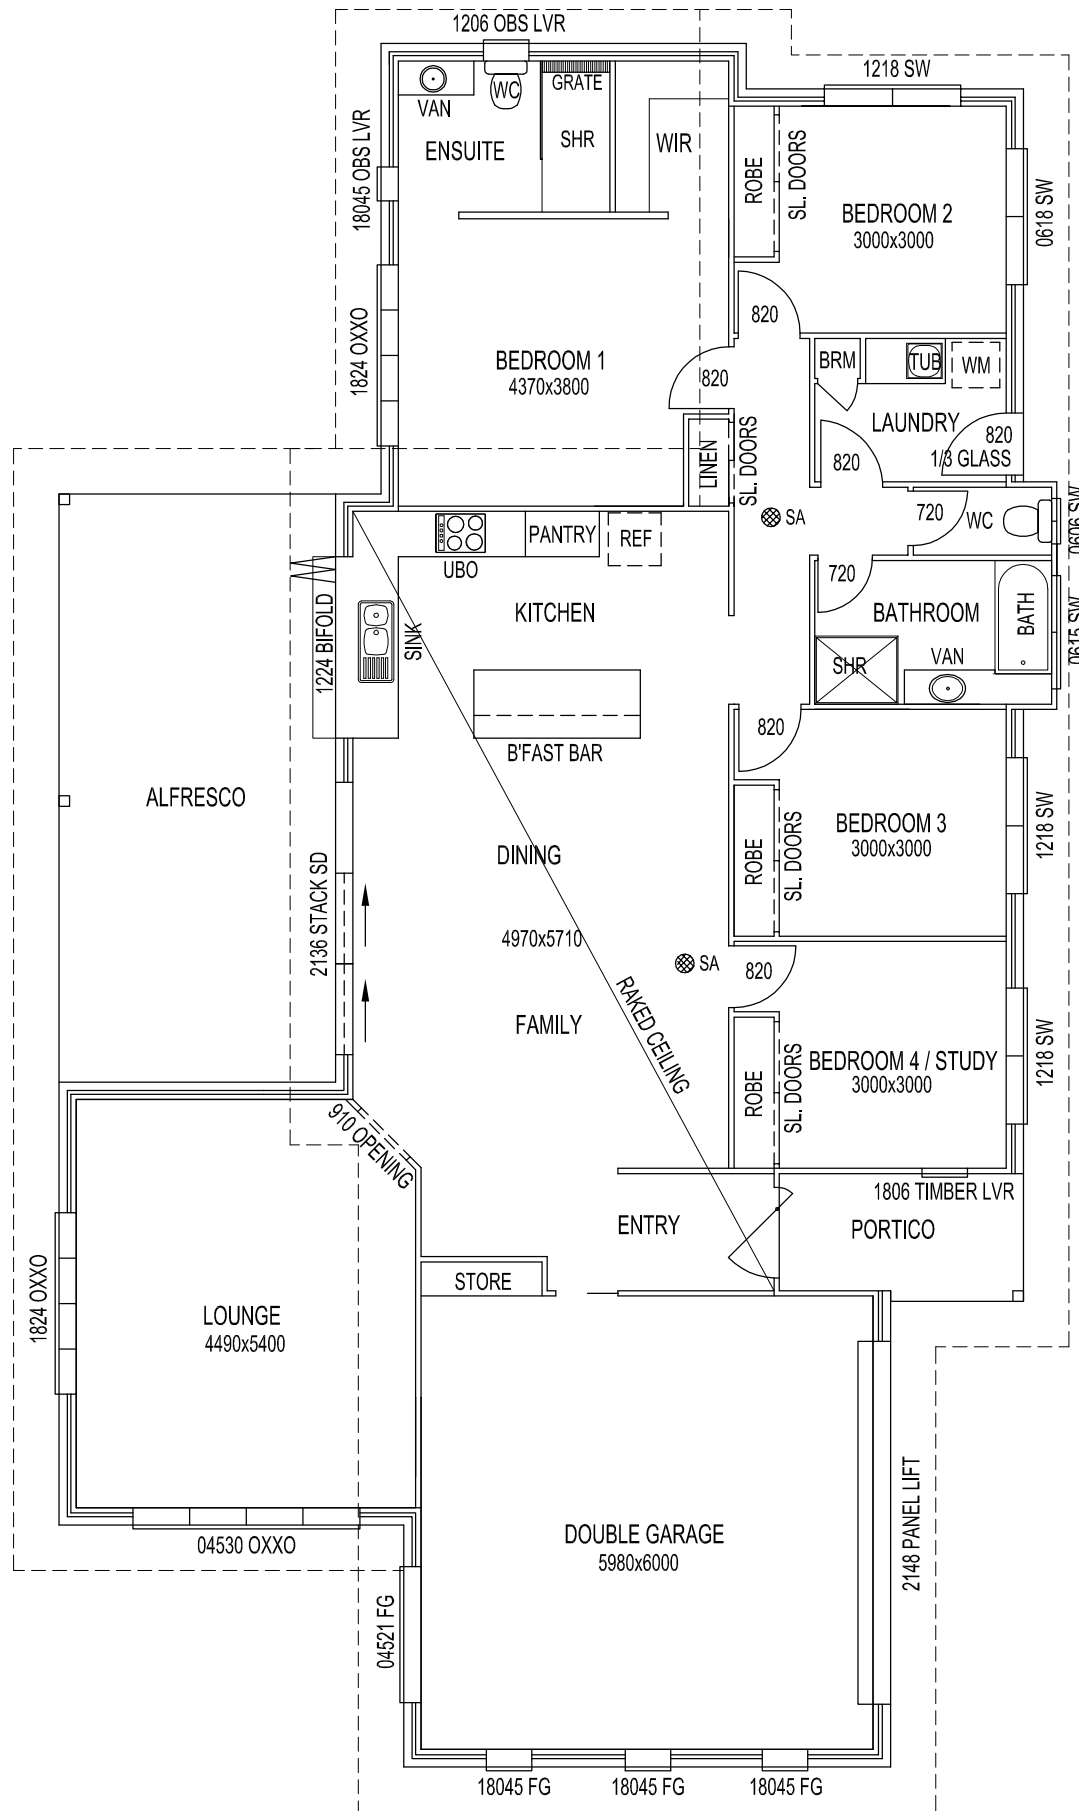 1206 OBS LVR
1218 SW
WC
GRATE
VAN
SHR
WIR
ENSUITE
18045 OBS LVR
ROBE
SL. DOORS
BEDROOM 2
3000x3000
0618 SW
820
1824 OXXO
BEDROOM 1
4370x3800
820
BRM
TUB
WM
LAUNDRY
820
1/3 GLASS
820
LINEN
SL. DOORS
SA
720
WC
0606 SW
PANTRY
REF
UBO
720
1224 BIFOLD
SINK
KITCHEN
BATHROOM
BATH
0615 SW
SHR
VAN
B'FAST BAR
820
ALFRESCO
BEDROOM 3
3000x3000
1218 SW
ROBE
SL. DOORS
DINING
2136 STACK SD
4970x5710
SA
820
RAKED CEILING
FAMILY
BEDROOM 4 / STUDY
3000x3000
1218 SW
ROBE
SL. DOORS
910 OPENING
1806 TIMBER LVR
ENTRY
PORTICO
STORE
1824 OXXO
LOUNGE
4490x5400
2148 PANEL LIFT
DOUBLE GARAGE
5980x6000
04530 OXXO
04521 FG
18045 FG
18045 FG
18045 FG